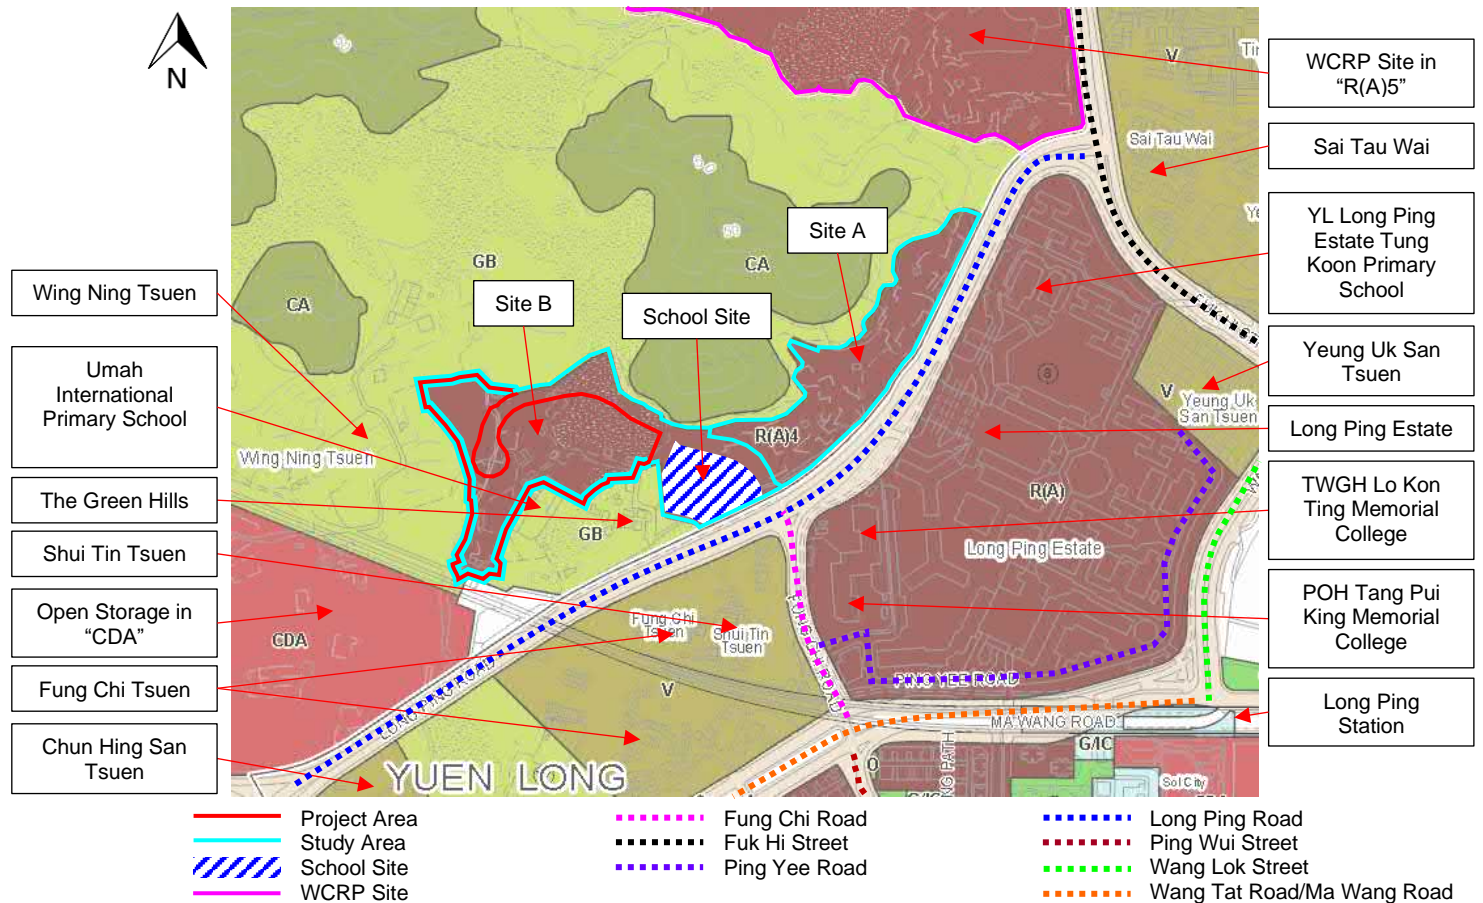 N
WCRP Site in
“R(A)5”
Sai Tau Wai
YL Long Ping
Estate Tung
Koon Primary
School
Yeung Uk San
Tsuen
Long Ping Estate
TWGH Lo Kon
Ting Memorial
College
POH Tang Pui
King Memorial
College
Long Ping
Station
Wing Ning Tsuen
Umah
International
Primary School
The Green Hills
Shui Tin Tsuen
Open Storage in
“CDA”
Fung Chi Tsuen
Chun Hing San
Tsuen
Site A
Site B
School Site
V
Sai Tau Wai
GB
CA
CA
R(A)4
V
Yeung Uk
San Tsuen
Wing Ning Tsuen
R(A)
GB
Long Ping Estate
Fung Chi
Tsuen
Shui Tin
Tsuen
CDA
V
LONG PING ROAD
FUNG CHI ROAD
PING YEE ROAD
MA WANG ROAD
G/IC
O
Sol City
YUEN LONG
G/IC
Project Area
Study Area
School Site
WCRP Site
Fung Chi Road
Fuk Hi Street
Ping Yee Road
Long Ping Road
Ping Wui Street
Wang Lok Street
Wang Tat Road/Ma Wang Road